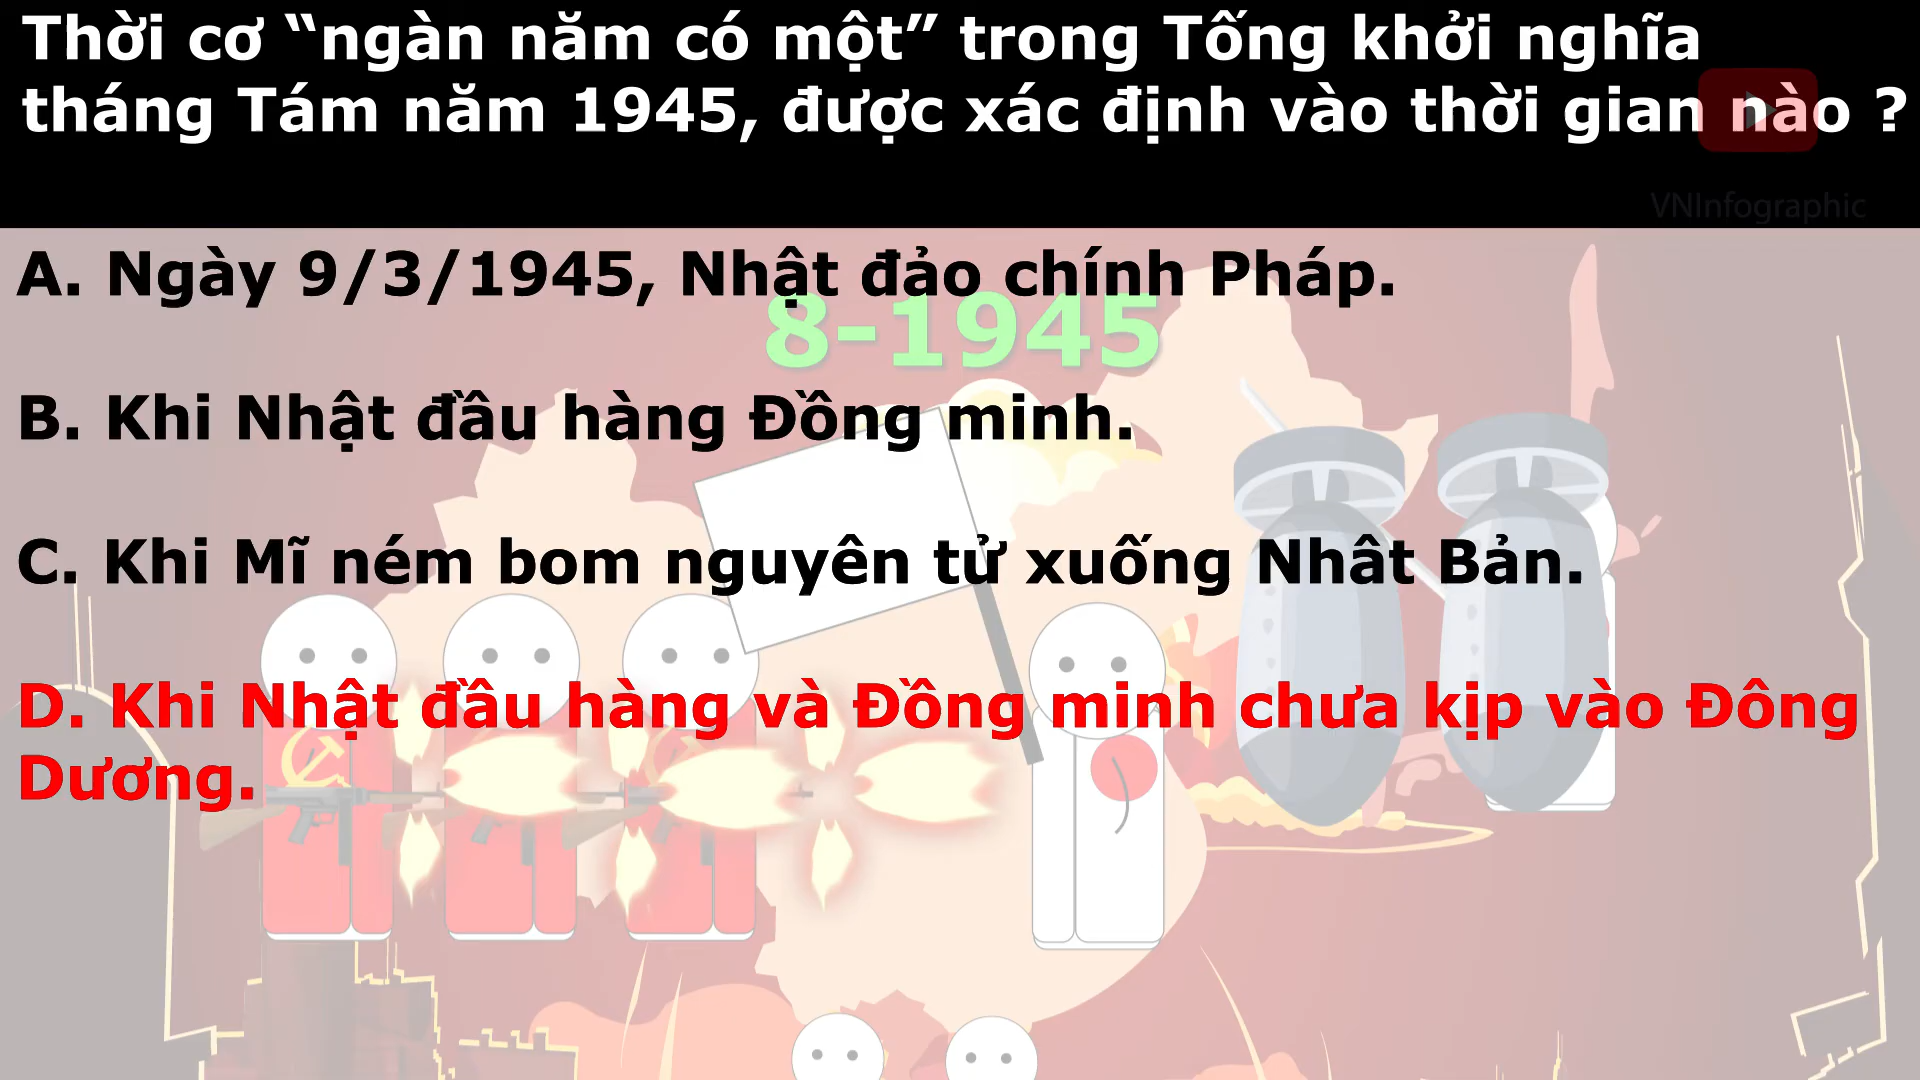 Thời cơ “ngàn năm có một” trong Tống khởi nghĩa
tháng Tám năm 1945, được xác định vào thời gian nào ?
VNInfographic
A. Ngày 9/3/1945, Nhật đảo chính Pháp.
8-1945
B. Khi Nhật đầu hàng Đồng minh.
C. Khi Mĩ ném bom nguyên tử xuống Nhât Bản.
D. Khi Nhật đầu hàng và Đồng minh chưa kịp vào Đông
Dương.